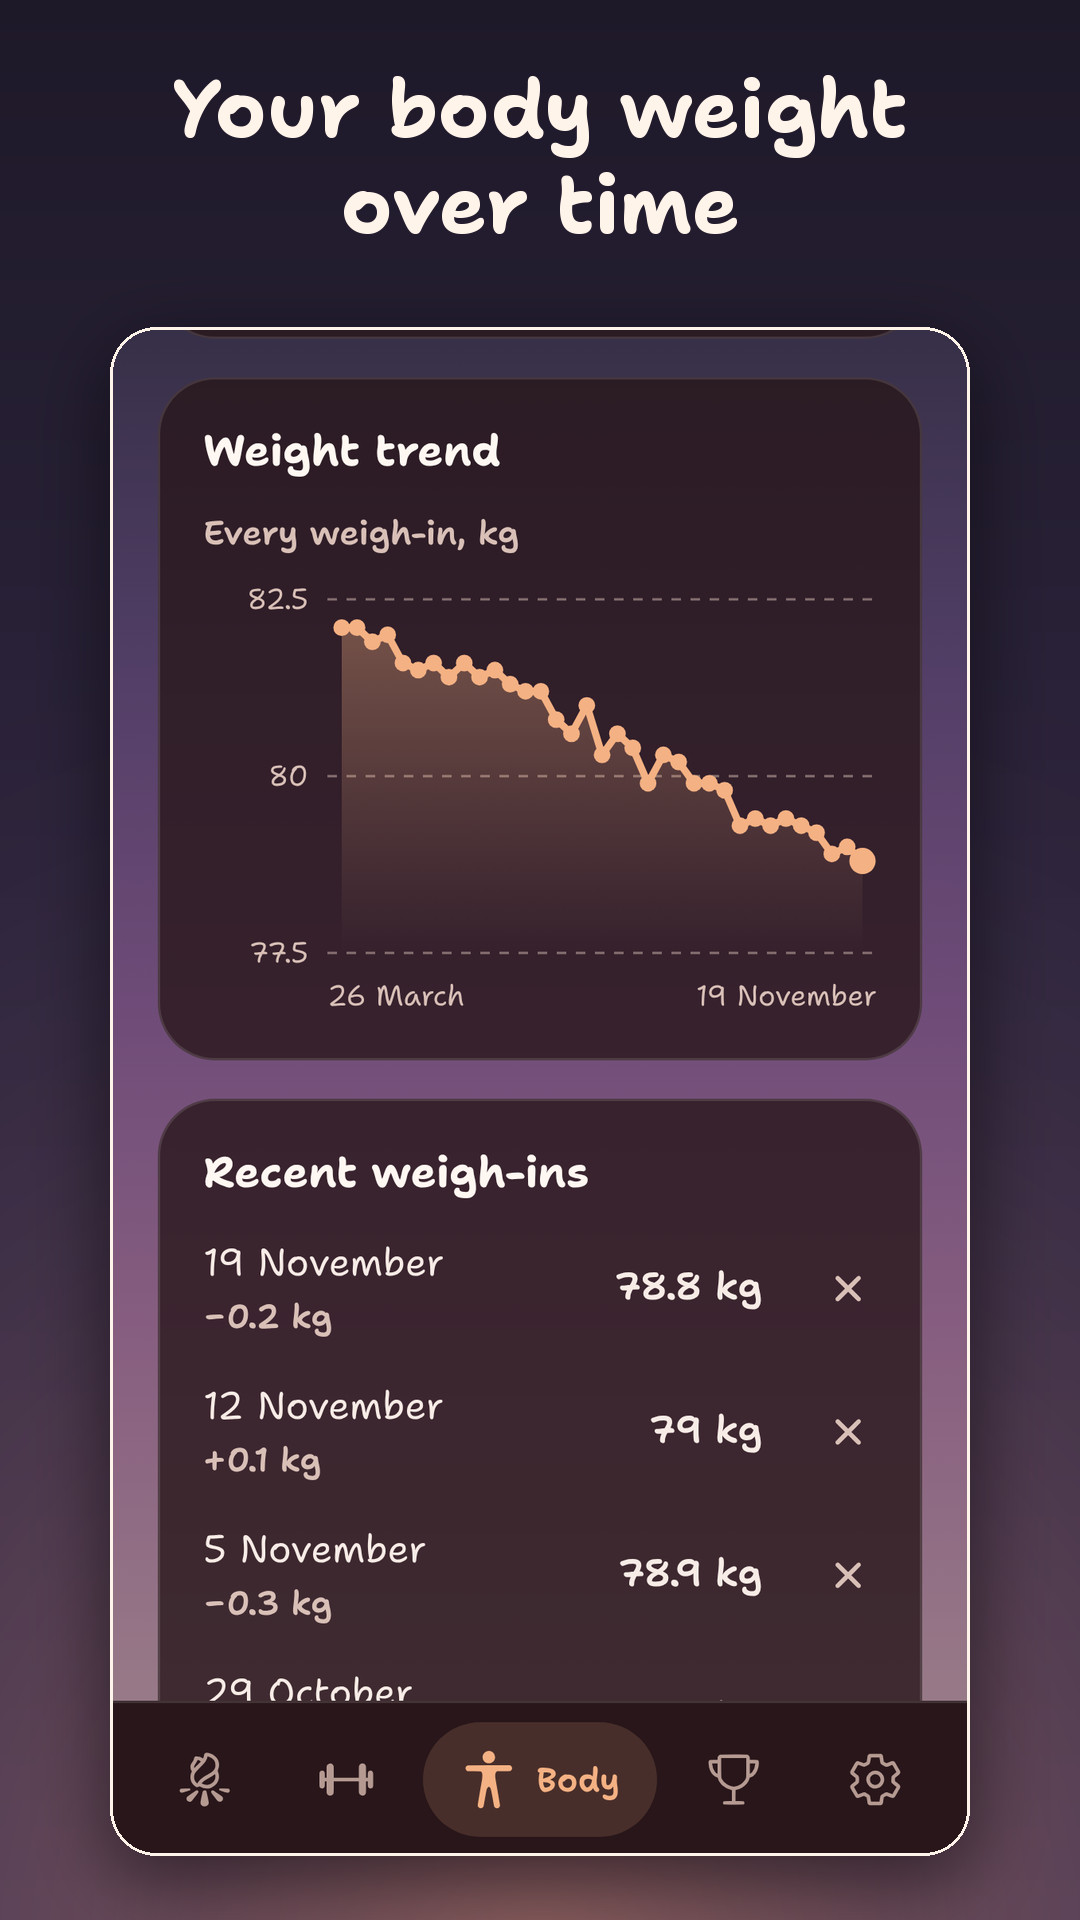 Your body weight
over time
Weight trend
Every weigh-in, kg
82.5
80
77.5
26 March
19 November
Recent weigh-ins
19 November
−0.2 kg
78.8 kg
12 November
+0.1 kg
79 kg
5 November
−0.3 kg
78.9 kg
29 October
Body